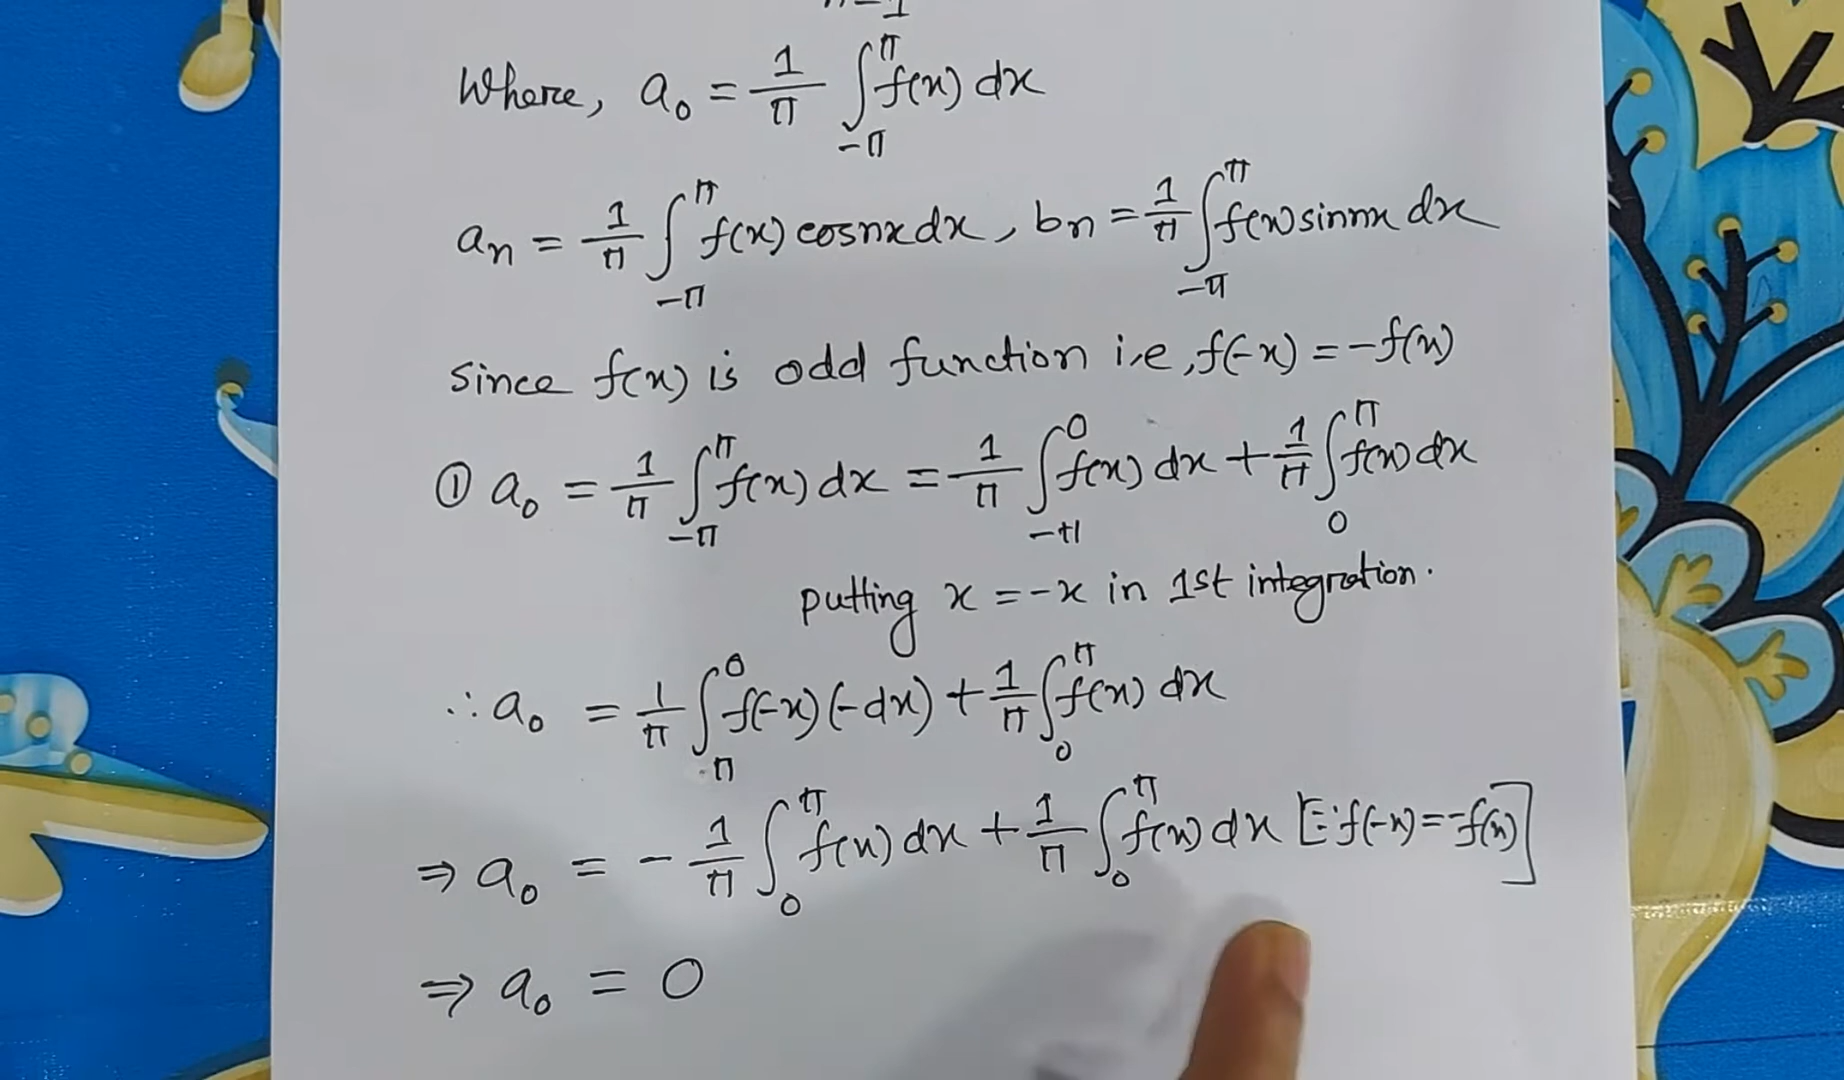 n=1
Where, a₀ = 1/π ∫_{-π}^{π} f(x) dx
aₙ = 1/π ∫_{-π}^{π} f(x) cosnx dx, bₙ = 1/π ∫_{-π}^{π} f(x) sinnx dx
since f(x) is odd function i.e, f(-x) = -f(x)
① a₀ = 1/π ∫_{-π}^{π} f(x) dx = 1/π ∫_{-π}^{0} f(x) dx + 1/π ∫_{0}^{π} f(x) dx
putting x = -x in 1st integration.
∴ a₀ = 1/π ∫_{π}^{0} f(-x) (-dx) + 1/π ∫_{0}^{π} f(x) dx
⇒ a₀ = - 1/π ∫_{0}^{π} f(x) dx + 1/π ∫_{0}^{π} f(x) dx [∵ f(-x) = -f(x)]
⇒ a₀ = 0